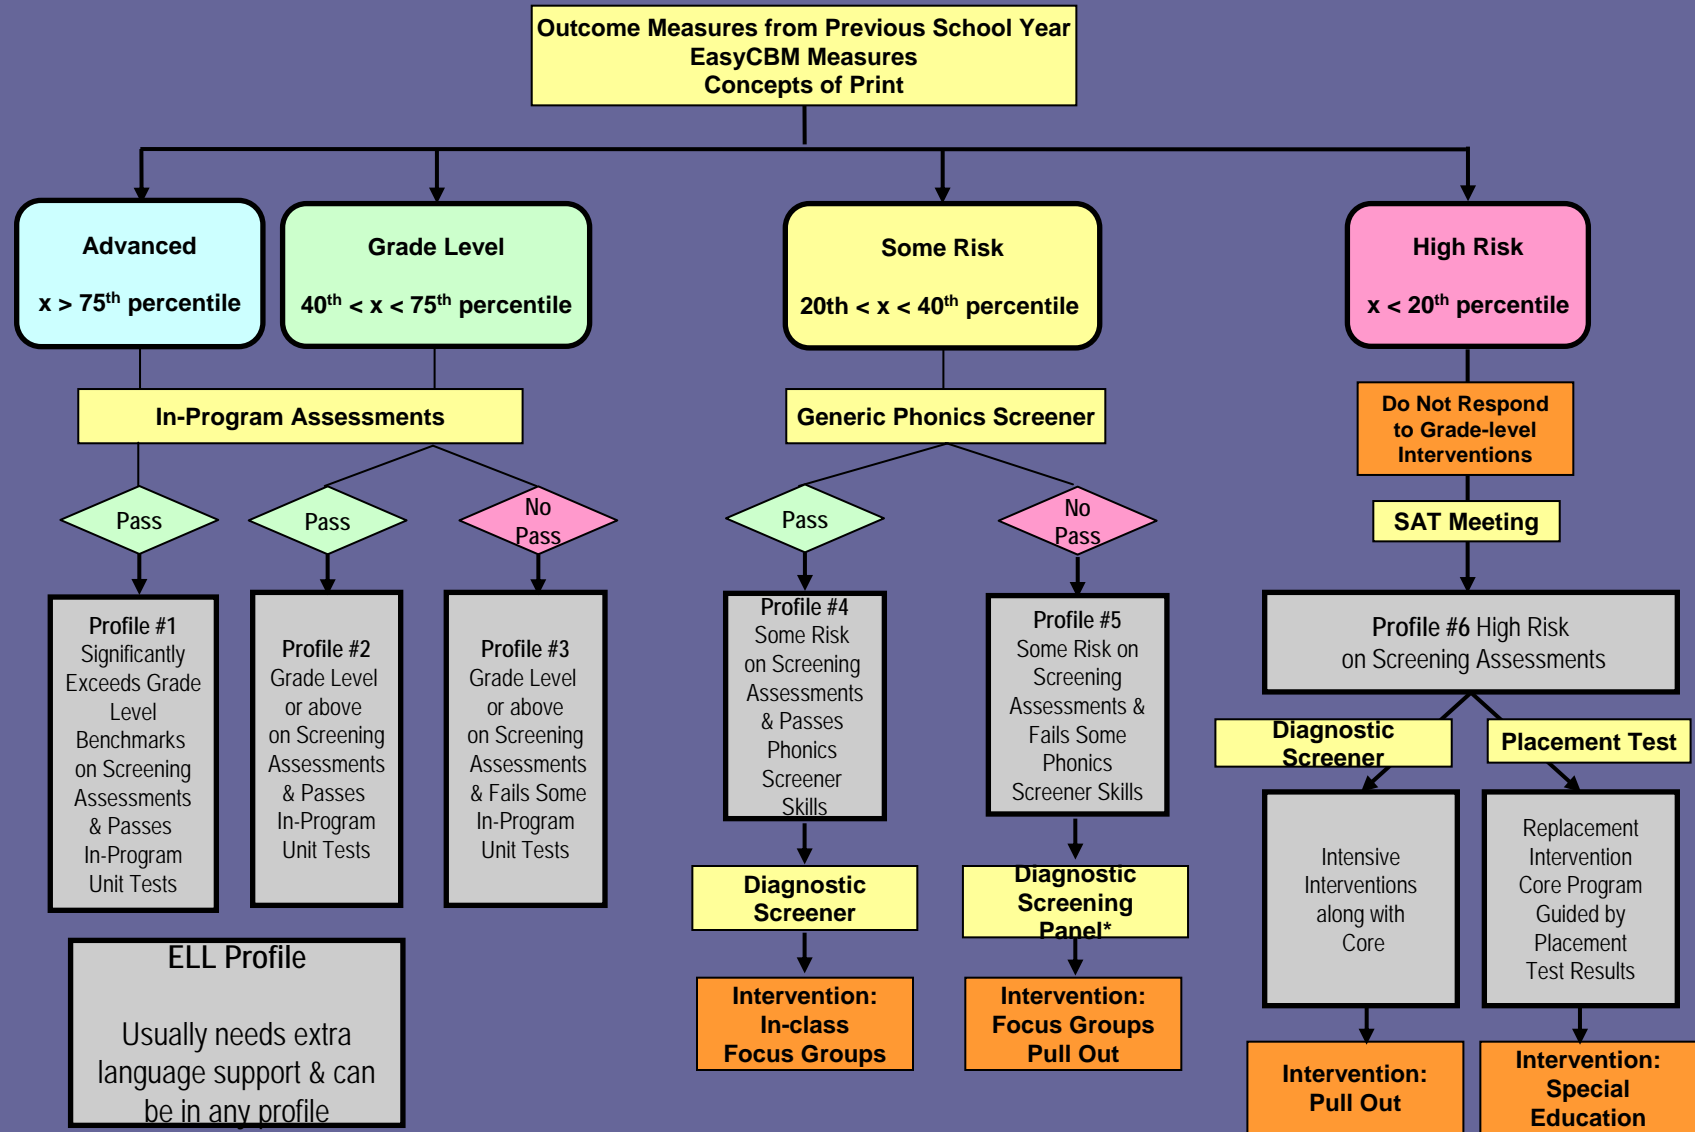 Outcome Measures from Previous School Year
EasyCBM Measures
Concepts of Print
Advanced
x > 75th percentile
Grade Level
40th < x < 75th percentile
Some Risk
20th < x < 40th percentile
High Risk
x < 20th percentile
In-Program Assessments
Generic Phonics Screener
Do Not Respond
to Grade-level
Interventions
SAT Meeting
Pass
Pass
No
Pass
Pass
No
Pass
Profile #1
Significantly
Exceeds Grade
Level
Benchmarks
on Screening
Assessments
& Passes
In-Program
Unit Tests
Profile #2
Grade Level
or above
on Screening
Assessments
& Passes
In-Program
Unit Tests
Profile #3
Grade Level
or above
on Screening
Assessments
& Fails Some
In-Program
Unit Tests
Profile #4
Some Risk
on Screening
Assessments
& Passes
Phonics
Screener
Skills
Profile #5
Some Risk on
Screening
Assessments &
Fails Some
Phonics
Screener Skills
Profile #6 High Risk
on Screening Assessments
Diagnostic
Screener
Placement Test
Diagnostic
Screener
Diagnostic
Screening
Panel*
Intensive
Interventions
along with
Core
Replacement
Intervention
Core Program
Guided by
Placement
Test Results
ELL Profile
Usually needs extra
language support & can
be in any profile
Intervention:
In-class
Focus Groups
Intervention:
Focus Groups
Pull Out
Intervention:
Pull Out
Intervention:
Special
Education